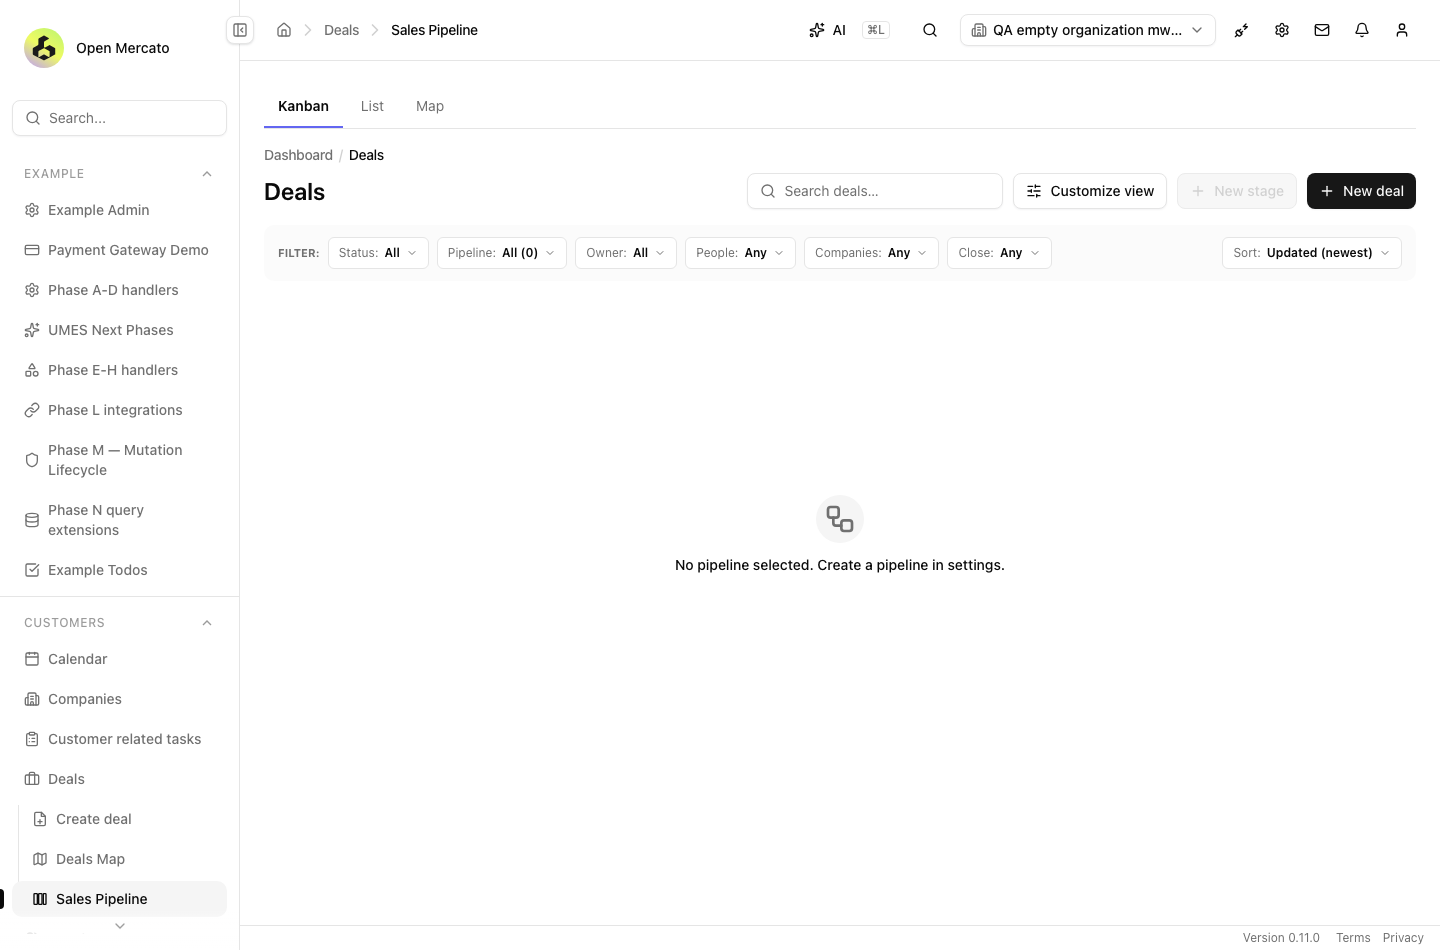 Open Mercato
Search...
EXAMPLE
Example Admin
Payment Gateway Demo
Phase A-D handlers
UMES Next Phases
Phase E-H handlers
Phase L integrations
Phase M — Mutation
Lifecycle
Phase N query
extensions
Example Todos
CUSTOMERS
Calendar
Companies
Customer related tasks
Deals
Create deal
Deals Map
Sales Pipeline
Deals
Sales Pipeline
AI
⌘L
QA empty organization mw...
Kanban
List
Map
Dashboard / Deals
Deals
Search deals...
Customize view
New stage
New deal
FILTER:
Status: All
Pipeline: All (0)
Owner: All
People: Any
Companies: Any
Close: Any
Sort: Updated (newest)
No pipeline selected. Create a pipeline in settings.
Version 0.11.0
Terms
Privacy